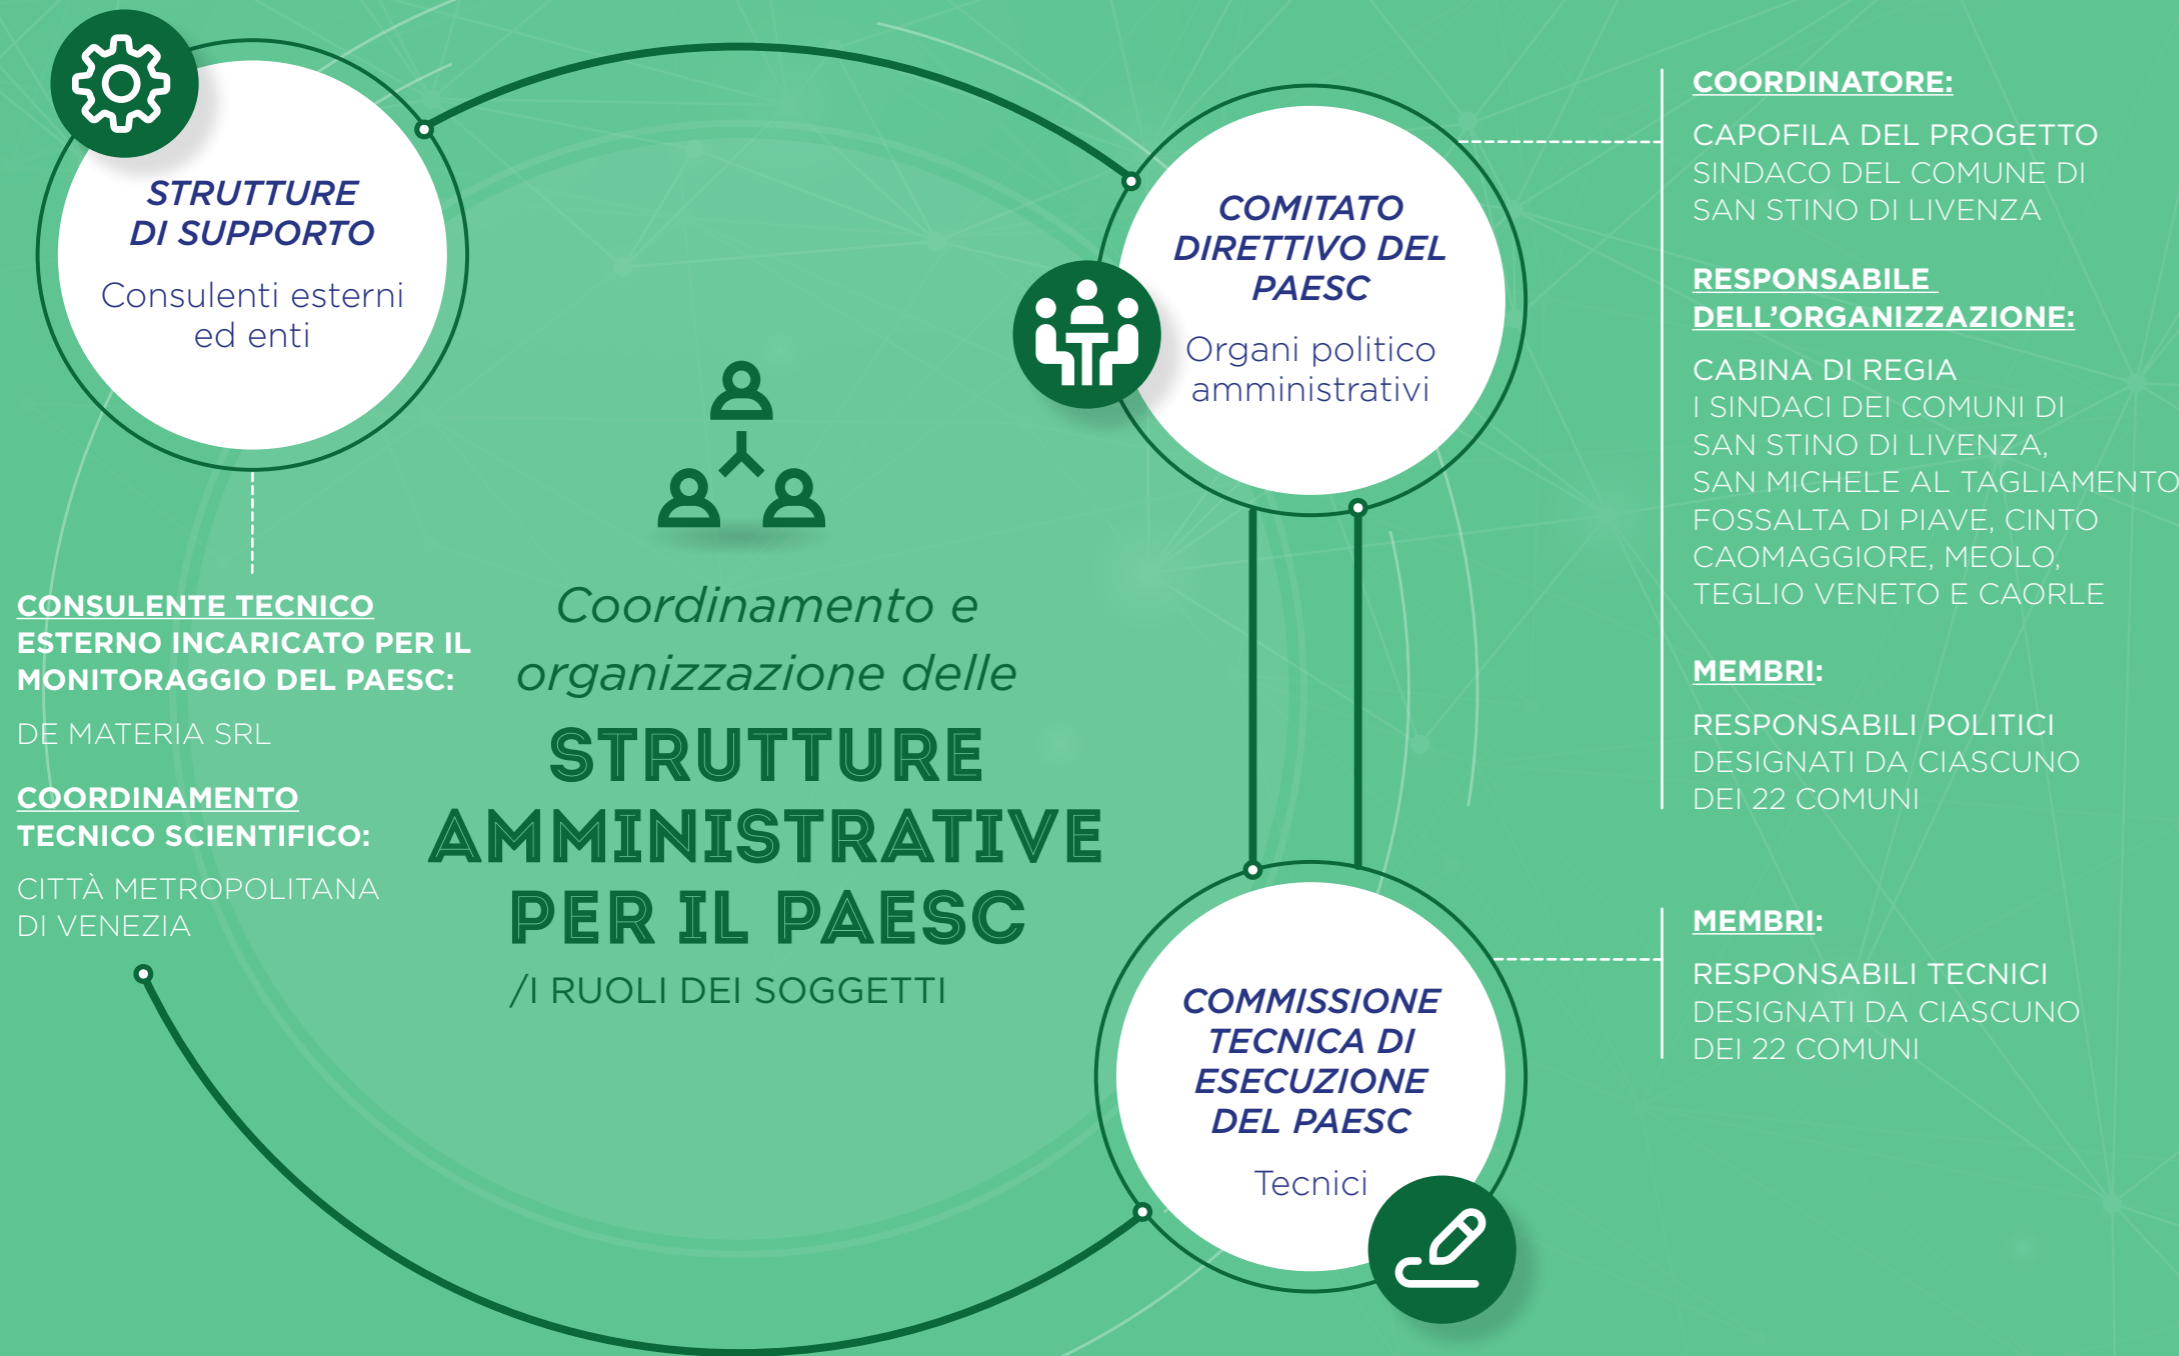 STRUTTURE
DI SUPPORTO
Consulenti esterni
ed enti
CONSULENTE TECNICO
ESTERNO INCARICATO PER IL
MONITORAGGIO DEL PAESC:
DE MATERIA SRL
COORDINAMENTO
TECNICO SCIENTIFICO:
CITTÀ METROPOLITANA
DI VENEZIA
Coordinamento e
organizzazione delle
STRUTTURE
AMMINISTRATIVE
PER IL PAESC
/I RUOLI DEI SOGGETTI
COMITATO
DIRETTIVO DEL
PAESC
Organi politico
amministrativi
COORDINATORE:
CAPOFILA DEL PROGETTO
SINDACO DEL COMUNE DI
SAN STINO DI LIVENZA
RESPONSABILE
DELL’ORGANIZZAZIONE:
CABINA DI REGIA
I SINDACI DEI COMUNI DI
SAN STINO DI LIVENZA,
SAN MICHELE AL TAGLIAMENTO
FOSSALTA DI PIAVE, CINTO
CAOMAGGIORE, MEOLO,
TEGLIO VENETO E CAORLE
MEMBRI:
RESPONSABILI POLITICI
DESIGNATI DA CIASCUNO
DEI 22 COMUNI
COMMISSIONE
TECNICA DI
ESECUZIONE
DEL PAESC
Tecnici
MEMBRI:
RESPONSABILI TECNICI
DESIGNATI DA CIASCUNO
DEI 22 COMUNI